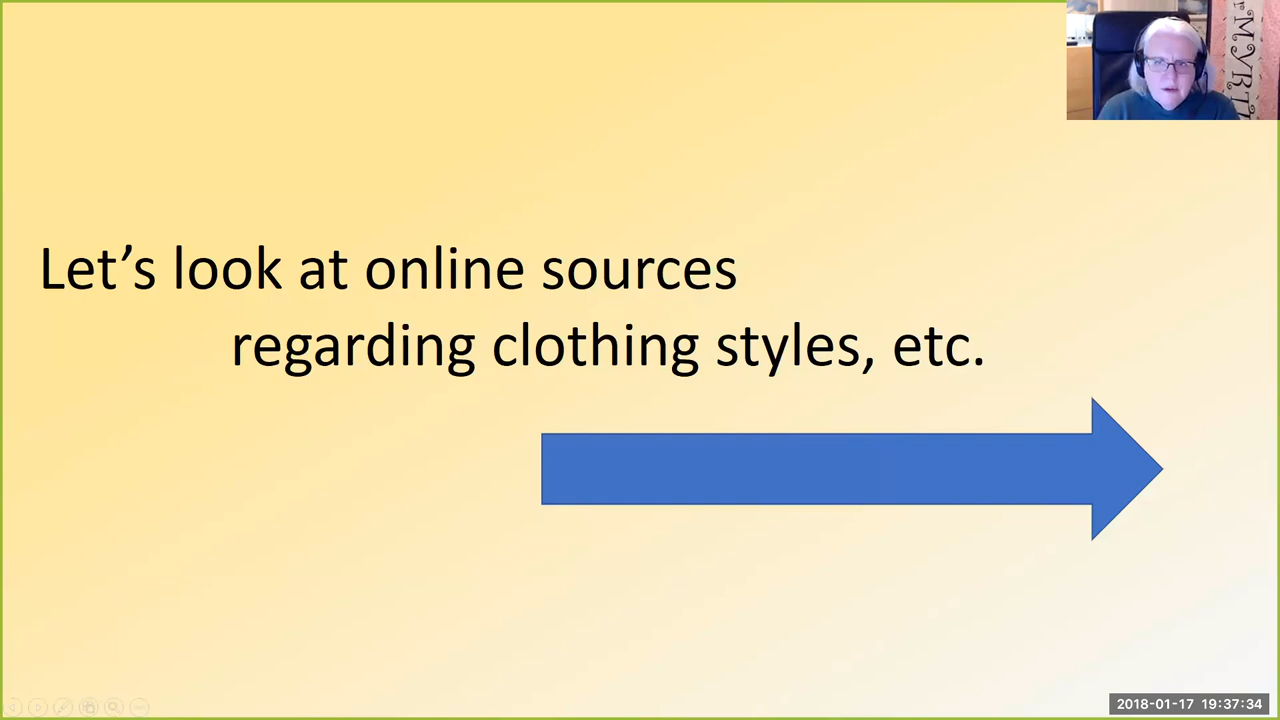 Let’s look at online sources
regarding clothing styles, etc.
2018-01-17 19:37:34